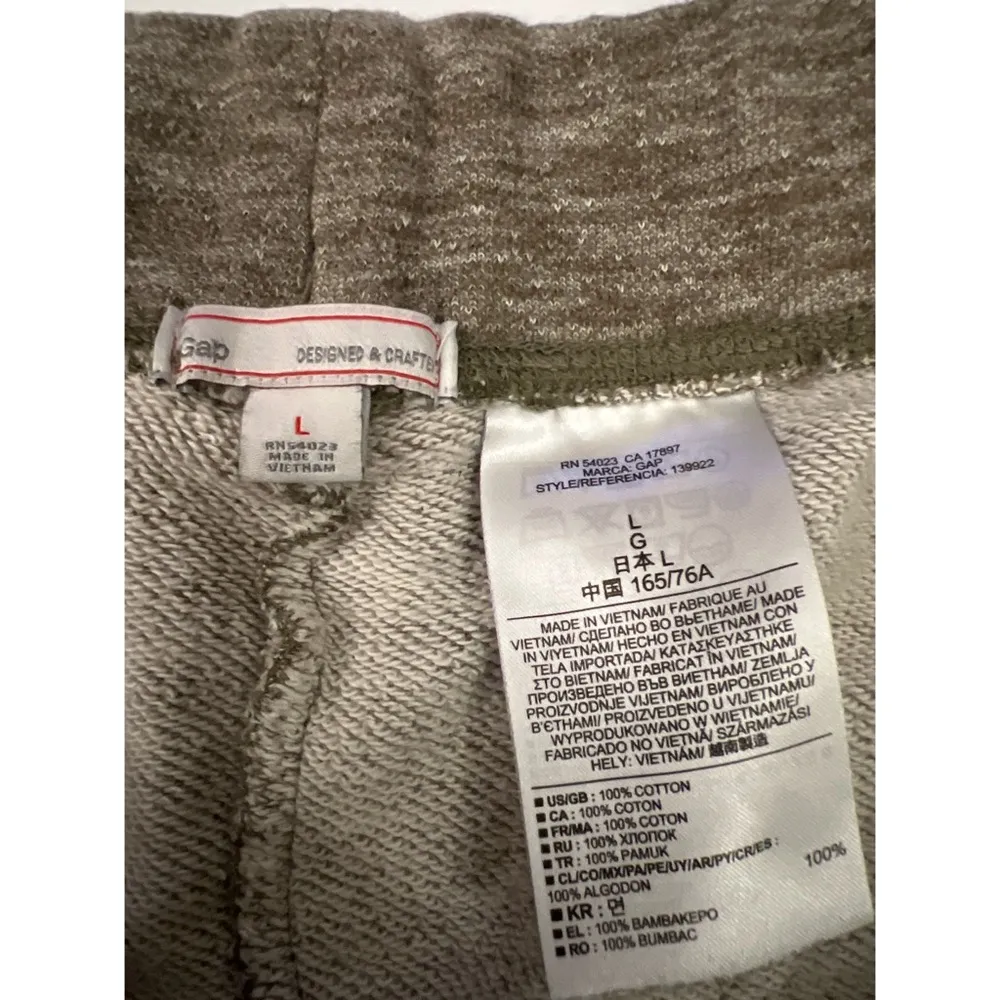 Gap DESIGNED & CRAFTE
L
RN54023
MADE IN
VIETNAM
RN 54023 CA 17897
MARCA: GAP
STYLE/REFERENCIA: 139922
L
G
日本 L
中国 165/76A
MADE IN VIETNAM/ FABRIQUE AU
VIETNAM/ СДЕЛАНО ВО ВЬЕТНАМЕ/ MADE
IN VIYETNAM/ HECHO EN VIETNAM CON
TELA IMPORTADA/ ΚΑΤΑΣΚΕΥΑΣΤΗΚΕ
ΣΤΟ ΒΙΕΤΝΑΜ/ FABRICAT ÎN VIETNAM/
ПРОИЗВЕДЕНО ВЪВ ВИЕТНАМ/ ZEMLJA
PROIZVODNJE VIJETNAM/ ВИРОБЛЕНО У
В'ЄТНАМІ/ PROIZVEDENO U VIJETNAMU/
WYPRODUKOWANO W WIETNAMIE/
FABRICADO NO VIETNÃ/ SZÁRMAZÁSI
HELY: VIETNÁM/ 越南製造
■ US/GB : 100% COTTON
■ CA : 100% COTON
■ FR/MA : 100% COTON
■ RU : 100% ХЛОПОК
■ TR : 100% PAMUK
■ CL/CO/MX/PA/PE/UY/AR/PY/CR/ES :
100% ALGODON
■ KR : 면 100%
■ EL : 100% ΒΑΜΒΑΚΕΡΟ
■ RO : 100% BUMBAC